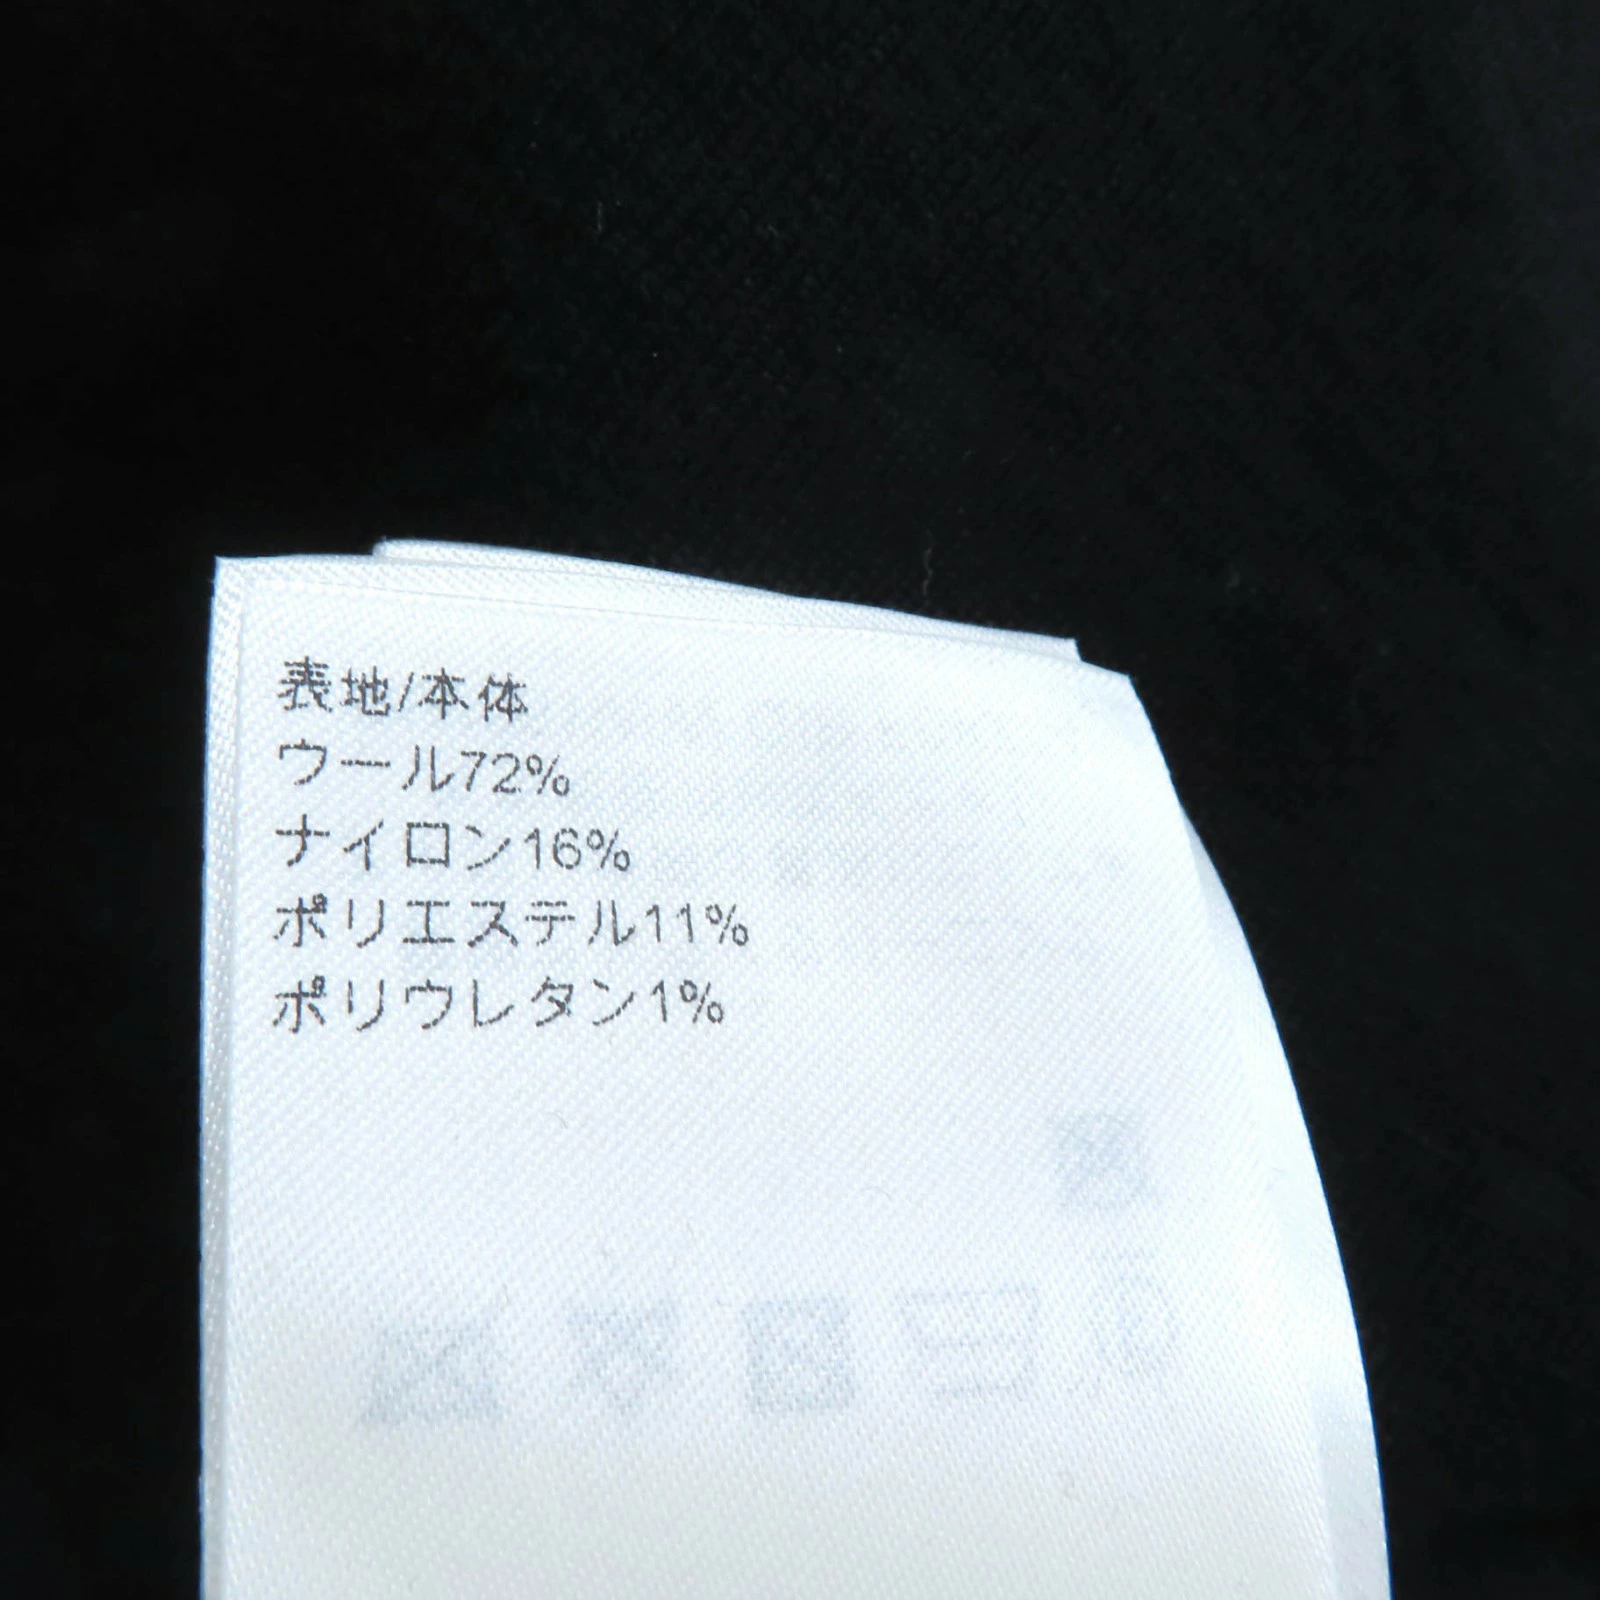 表地/本体
ウール72%
ナイロン16%
ポリエステル11%
ポリウレタン1%